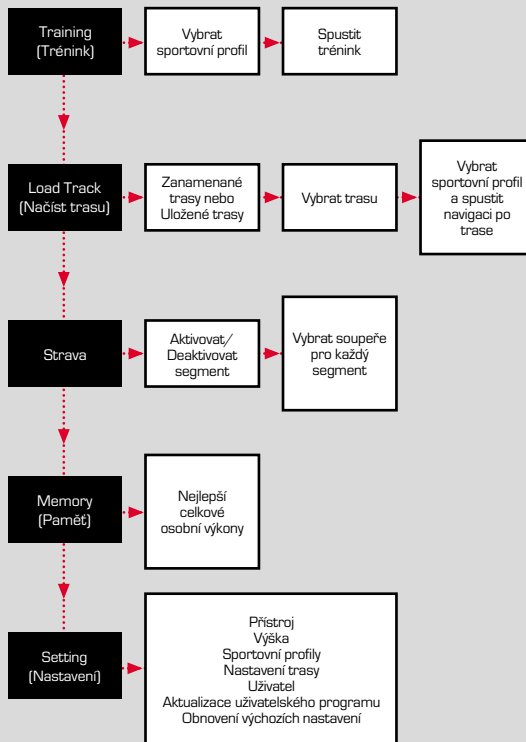 Training
(Trénink)
Vybrat
sportovní profil
Spustit
trénink
Load Track
(Načíst trasu)
Zanamenané
trasy nebo
Uložené trasy
Vybrat trasu
Vybrat
sportovní profil
a spustit
navigaci po
trase
Strava
Aktivovat/
Deaktivovat
segment
Vybrat soupeře
pro každý
segment
Memory
(Paměť)
Nejlepší
celkové
osobní výkony
Setting
(Nastavení)
Přístroj
Výška
Sportovní profily
Nastavení trasy
Uživatel
Aktualizace uživatelského programu
Obnovení výchozích nastavení